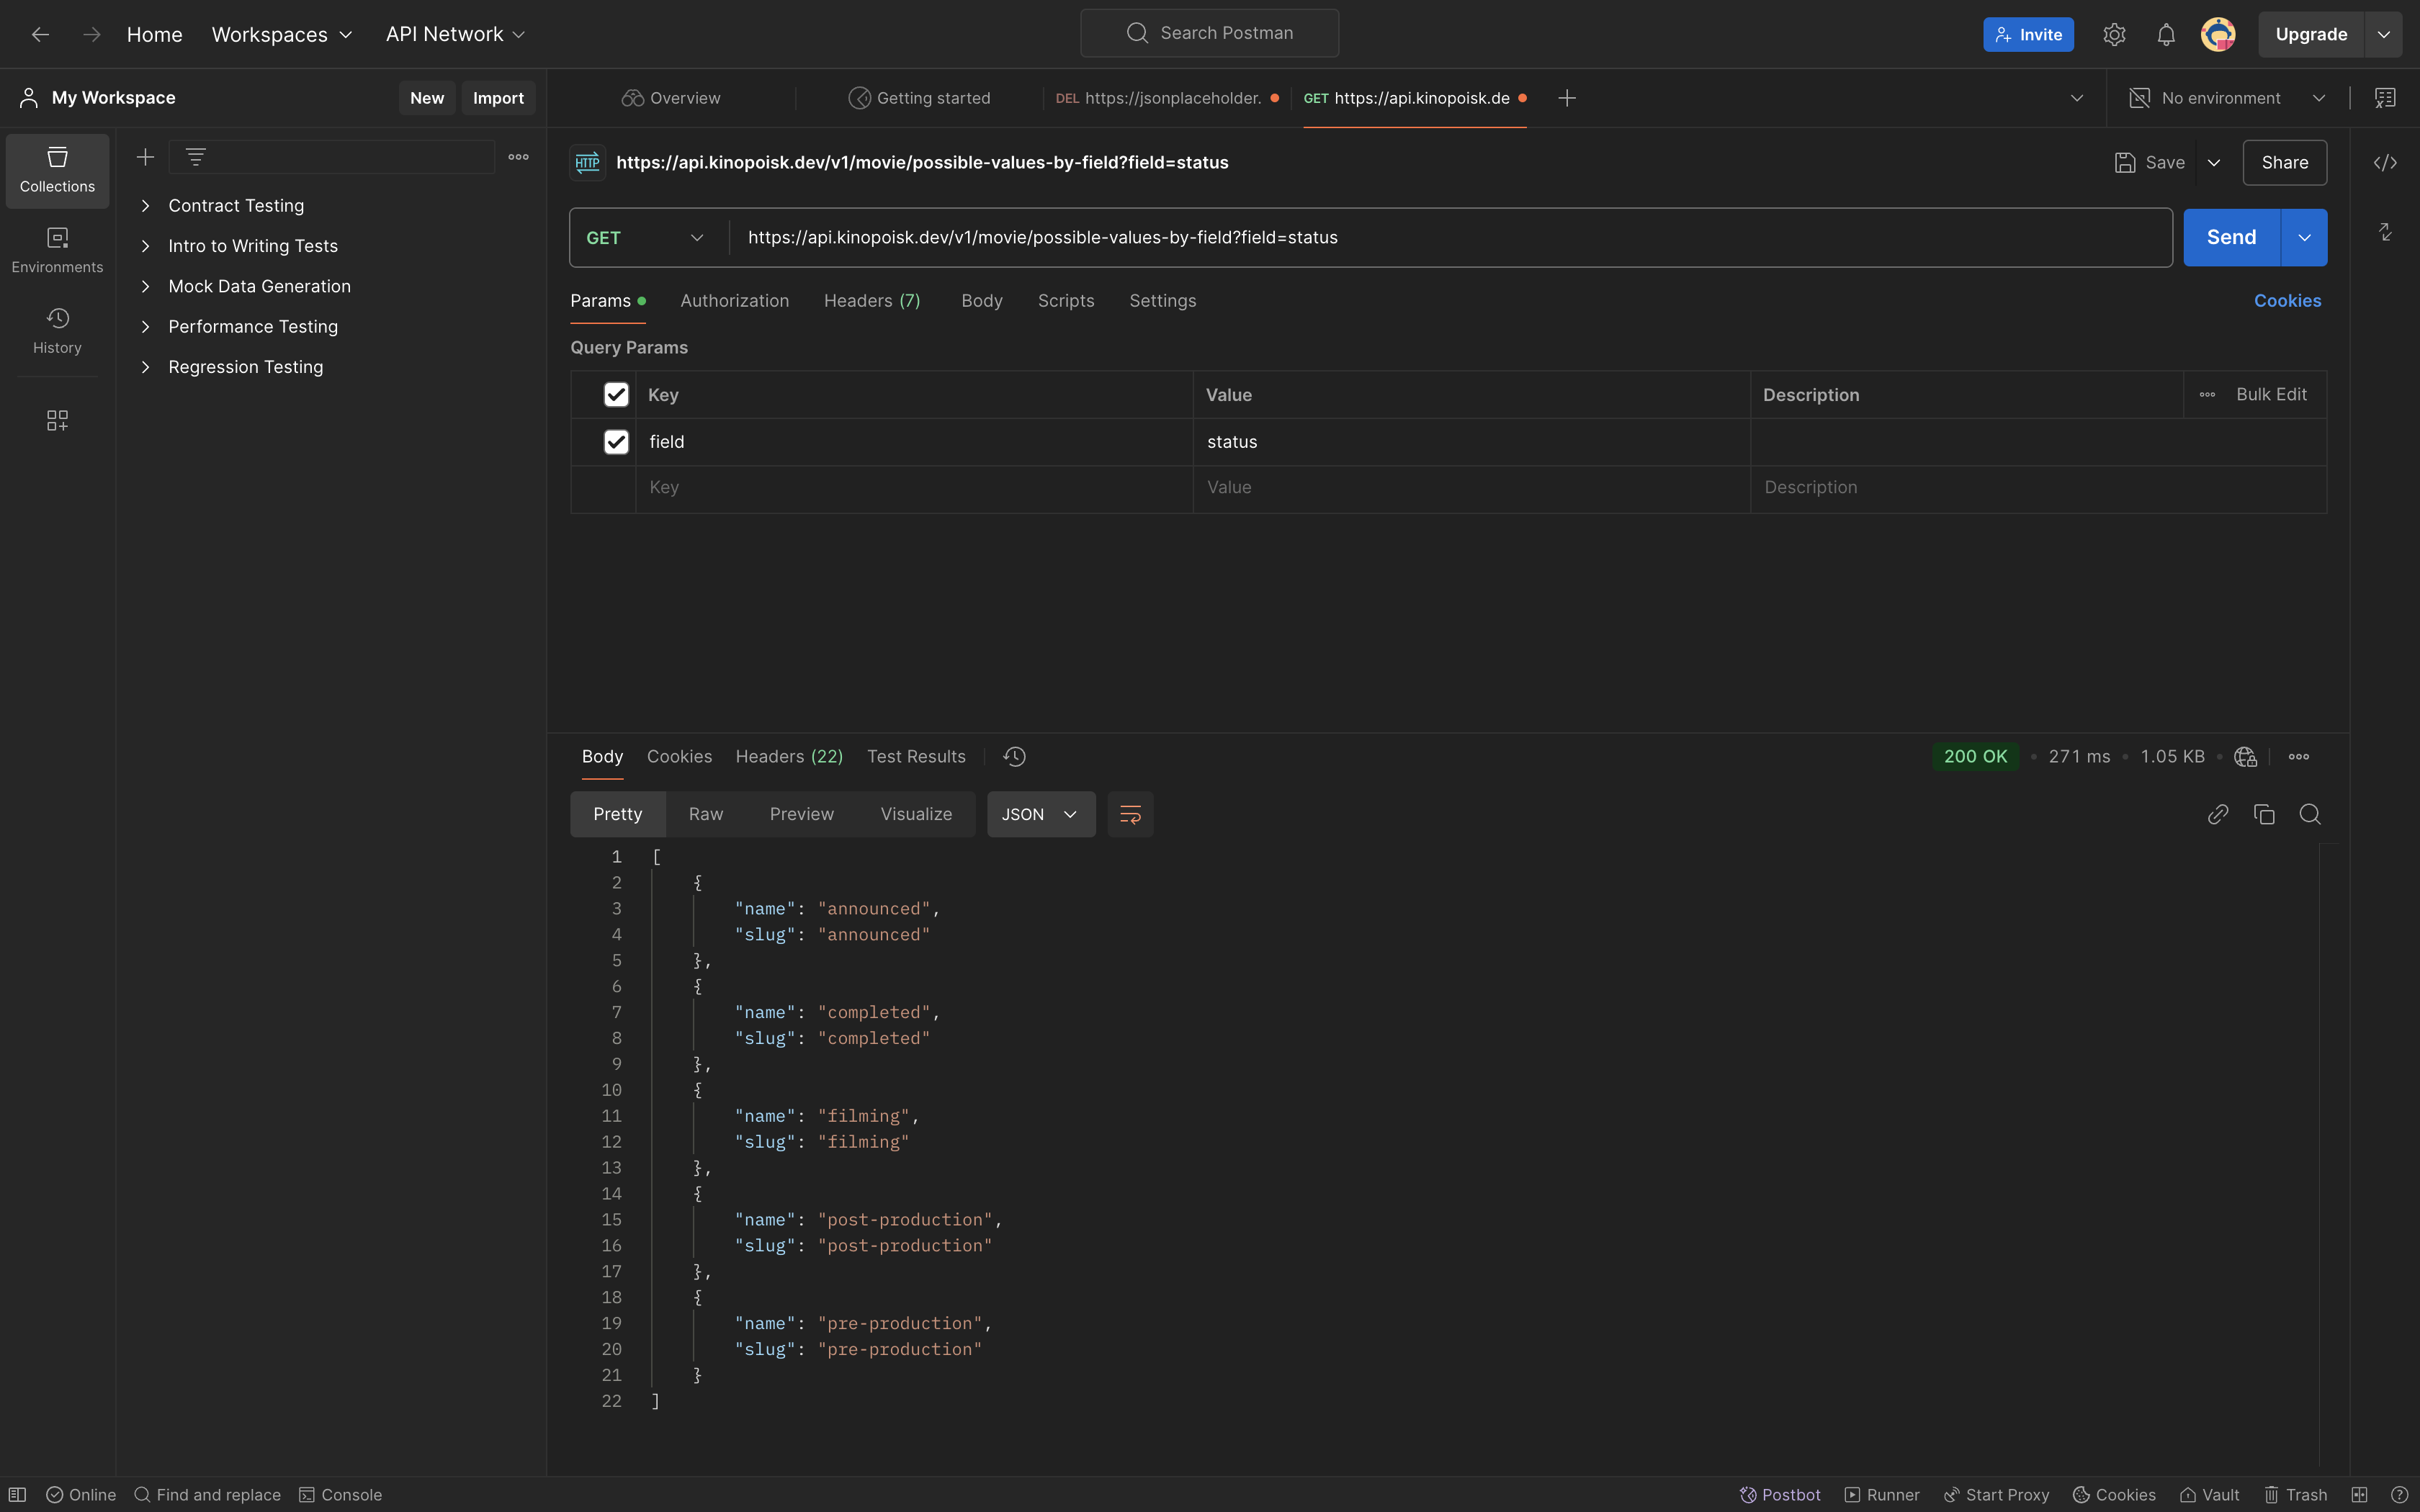 Home Workspaces API Network Search Postman Invite Upgrade
My Workspace New Import Overview Getting started DEL https://jsonplaceholder. GET https://api.kinopoisk.de No environment
Collections
Environments
History
Contract Testing
Intro to Writing Tests
Mock Data Generation
Performance Testing
Regression Testing
HTTP https://api.kinopoisk.dev/v1/movie/possible-values-by-field?field=status Save Share
GET https://api.kinopoisk.dev/v1/movie/possible-values-by-field?field=status Send
Params Authorization Headers (7) Body Scripts Settings Cookies
Query Params
Key Value Description Bulk Edit
field status
Key Value Description
Body Cookies Headers (22) Test Results 200 OK 271 ms 1.05 KB
Pretty Raw Preview Visualize JSON
1 [
2 {
3 "name": "announced",
4 "slug": "announced"
5 },
6 {
7 "name": "completed",
8 "slug": "completed"
9 },
10 {
11 "name": "filming",
12 "slug": "filming"
13 },
14 {
15 "name": "post-production",
16 "slug": "post-production"
17 },
18 {
19 "name": "pre-production",
20 "slug": "pre-production"
21 }
22 ]
Online Find and replace Console Postbot Runner Start Proxy Cookies Vault Trash